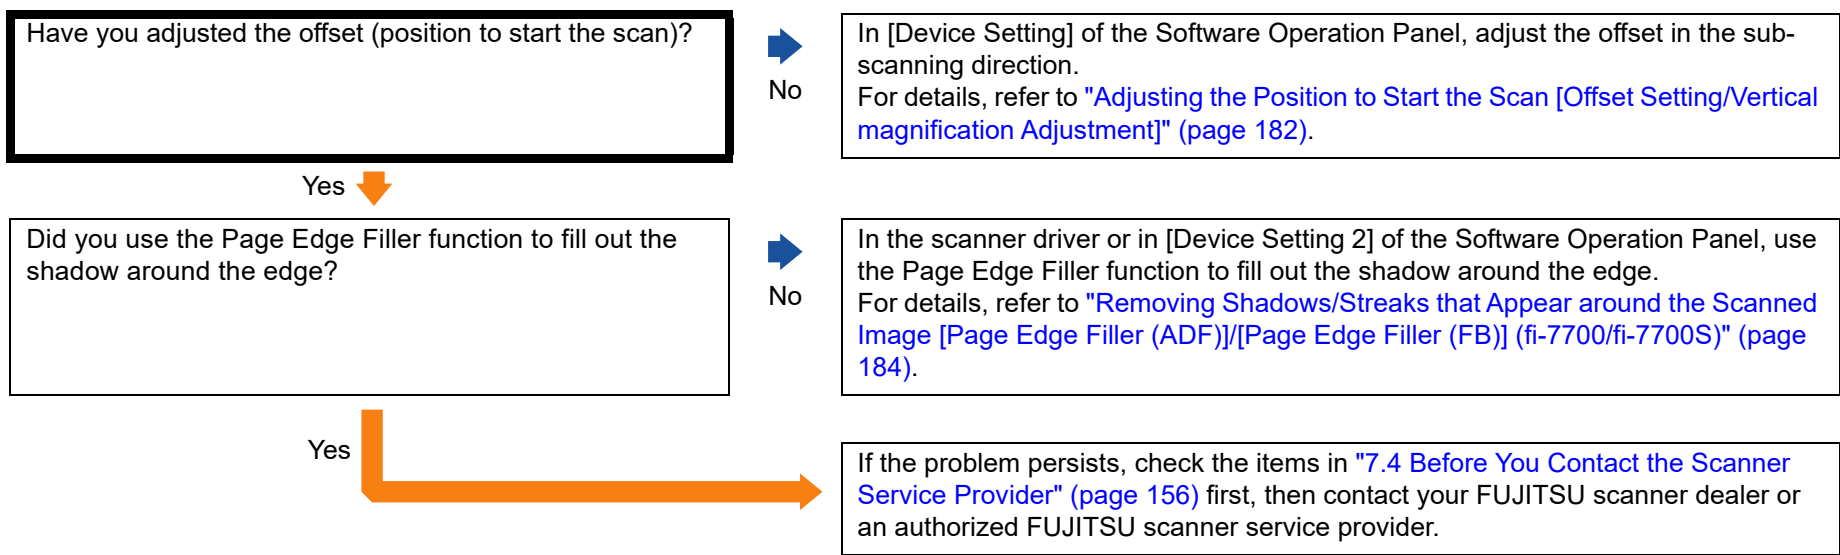 Have you adjusted the offset (position to start the scan)?
No
In [Device Setting] of the Software Operation Panel, adjust the offset in the sub-
scanning direction.
For details, refer to "Adjusting the Position to Start the Scan [Offset Setting/Vertical
magnification Adjustment]" (page 182).
Yes
Did you use the Page Edge Filler function to fill out the
shadow around the edge?
No
In the scanner driver or in [Device Setting 2] of the Software Operation Panel, use
the Page Edge Filler function to fill out the shadow around the edge.
For details, refer to "Removing Shadows/Streaks that Appear around the Scanned
Image [Page Edge Filler (ADF)]/[Page Edge Filler (FB)] (fi-7700/fi-7700S)" (page
184).
Yes
If the problem persists, check the items in "7.4 Before You Contact the Scanner
Service Provider" (page 156) first, then contact your FUJITSU scanner dealer or
an authorized FUJITSU scanner service provider.